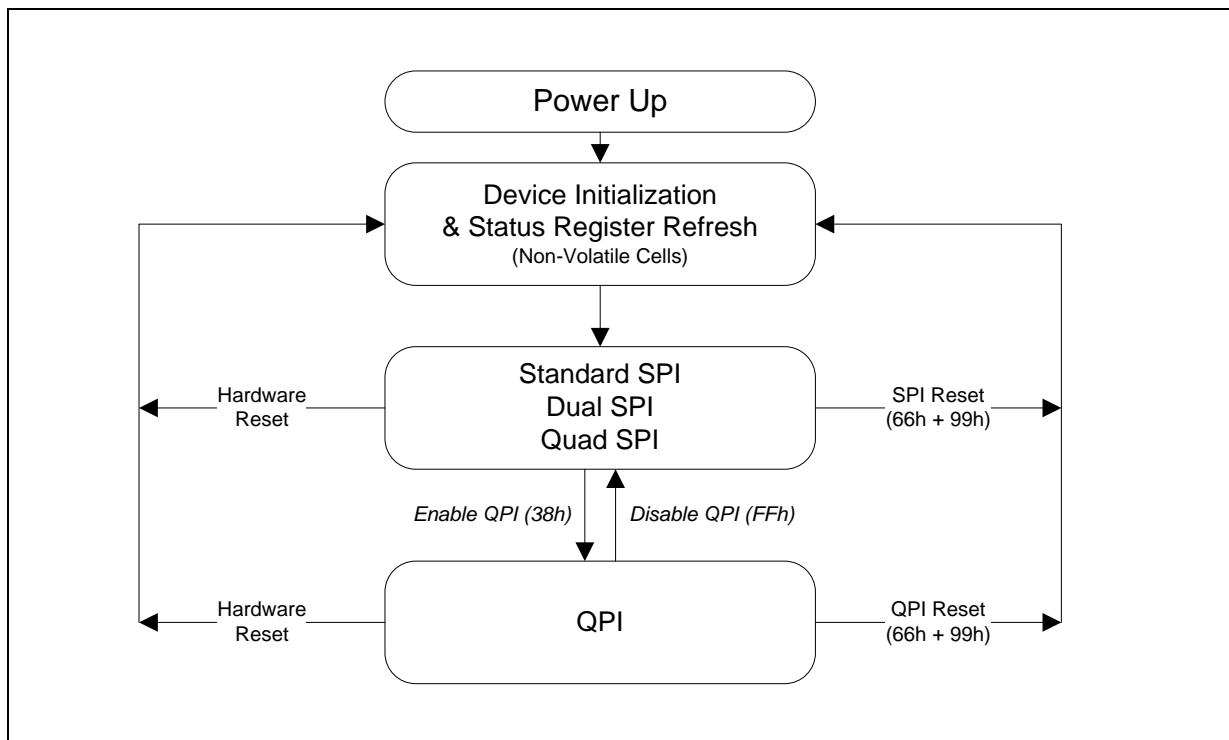 Power Up
Device Initialization
& Status Register Refresh
(Non-Volatile Cells)
Standard SPI
Dual SPI
Quad SPI
Hardware
Reset
SPI Reset
(66h + 99h)
Enable QPI (38h)
Disable QPI (FFh)
QPI
Hardware
Reset
QPI Reset
(66h + 99h)